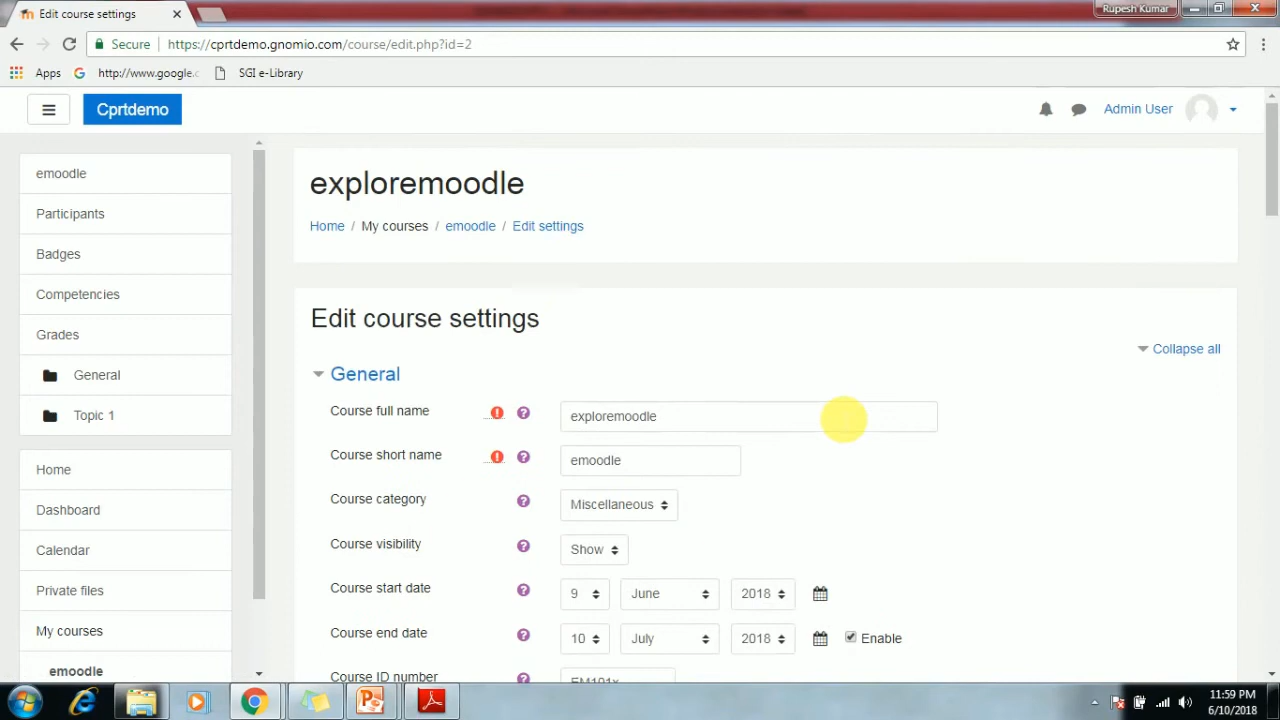 Edit course settings
Rupesh Kumar
Secure
https://cprtdemo.gnomio.com/course/edit.php?id=2
Apps
http://www.google.c
SGI e-Library
Cprtdemo
Admin User
emoodle
Participants
Badges
Competencies
Grades
General
Topic 1
Home
Dashboard
Calendar
Private files
My courses
emoodle
exploremoodle
Home / My courses / emoodle / Edit settings
Edit course settings
Collapse all
General
Course full name
exploremoodle
Course short name
emoodle
Course category
Miscellaneous
Course visibility
Show
Course start date
9 June 2018
Course end date
10 July 2018 Enable
Course ID number
EM101x
11:59 PM
6/10/2018